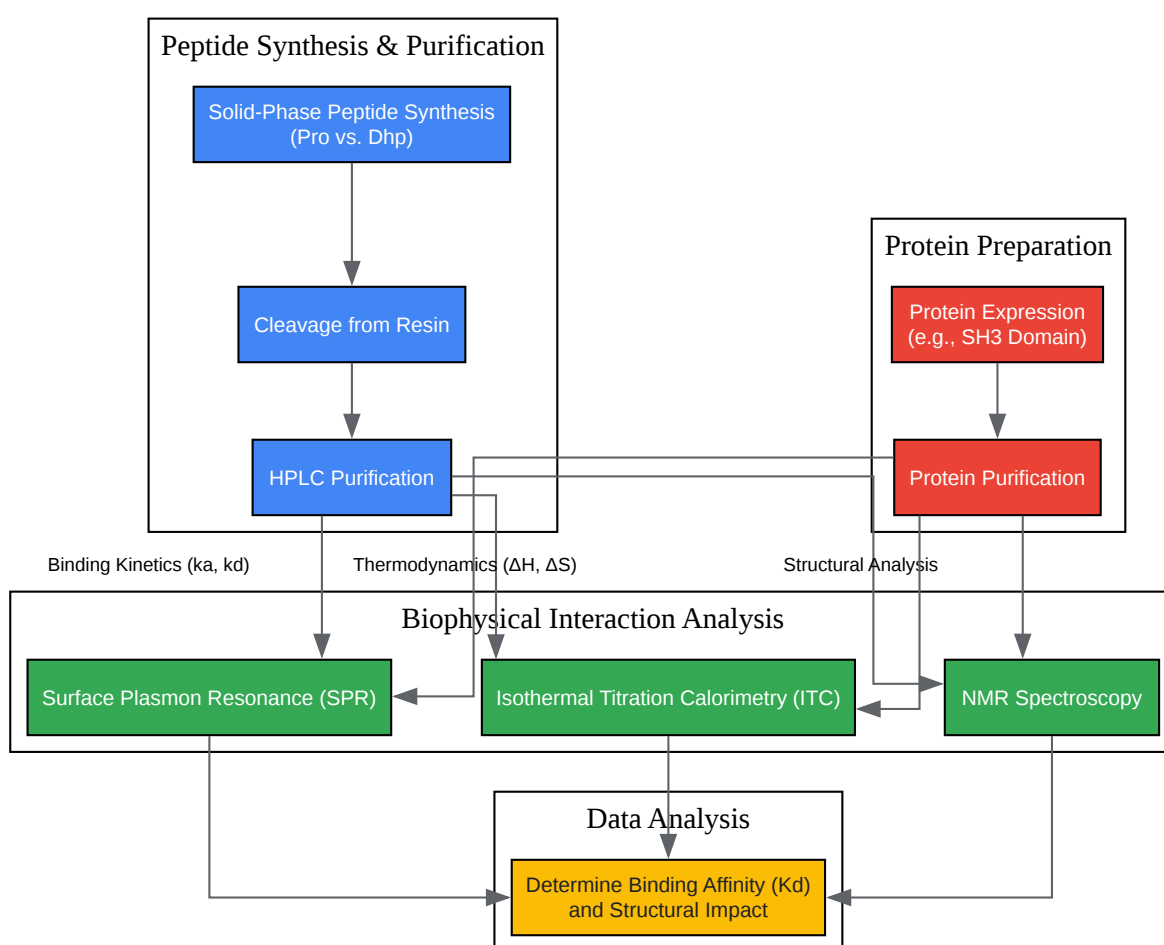 Peptide Synthesis & Purification
Solid-Phase Peptide Synthesis
(Pro vs. Dhp)
Cleavage from Resin
HPLC Purification
Protein Preparation
Protein Expression
(e.g., SH3 Domain)
Protein Purification
Binding Kinetics (ka, kd)
Thermodynamics (ΔH, ΔS)
Structural Analysis
Biophysical Interaction Analysis
Surface Plasmon Resonance (SPR)
Isothermal Titration Calorimetry (ITC)
NMR Spectroscopy
Data Analysis
Determine Binding Affinity (Kd)
and Structural Impact